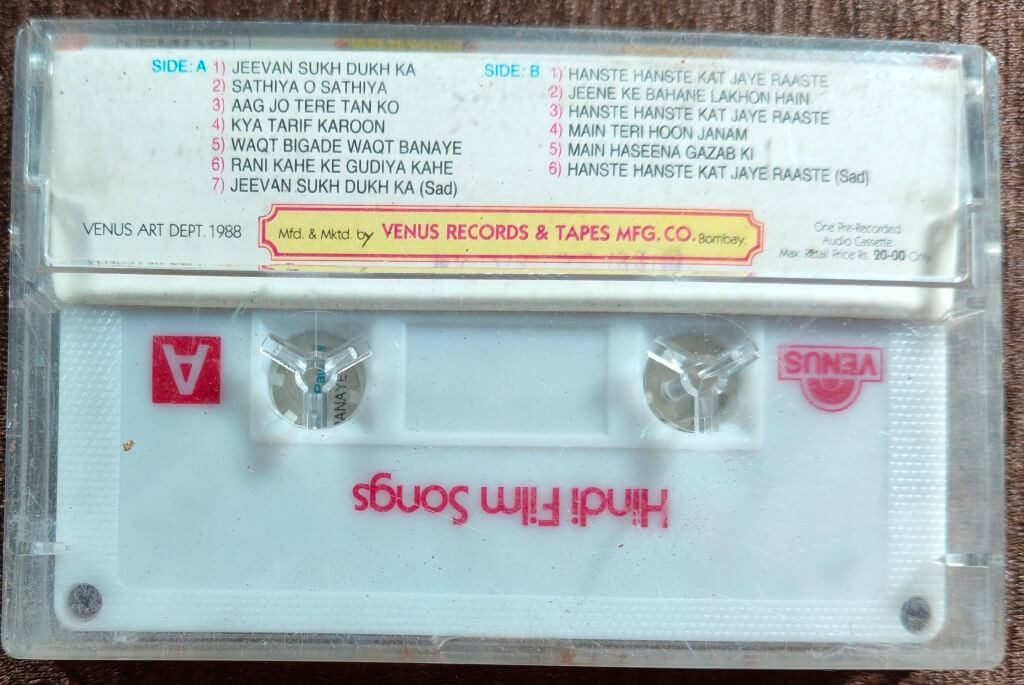 SIDE: A
1) JEEVAN SUKH DUKH KA
2) SATHIYA O SATHIYA
3) AAG JO TERE TAN KO
4) KYA TARIF KAROON
5) WAQT BIGADE WAQT BANAYE
6) RANI KAHE KE GUDIYA KAHE
7) JEEVAN SUKH DUKH KA (Sad)
SIDE: B
1) HANSTE HANSTE KAT JAYE RAASTE
2) JEENE KE BAHANE LAKHON HAIN
3) HANSTE HANSTE KAT JAYE RAASTE
4) MAIN TERI HOON JANAM
5) MAIN HASEENA GAZAB KI
6) HANSTE HANSTE KAT JAYE RAASTE (Sad)
VENUS ART DEPT. 1988
Mfd. & Mktd. by VENUS RECORDS & TAPES MFG. CO. Bombay.
One Pre-Recorded
Audio Cassette
Max. Retail Price Rs. 20-00 Only
A
VENUS
ANAYE
Hindi Film Songs